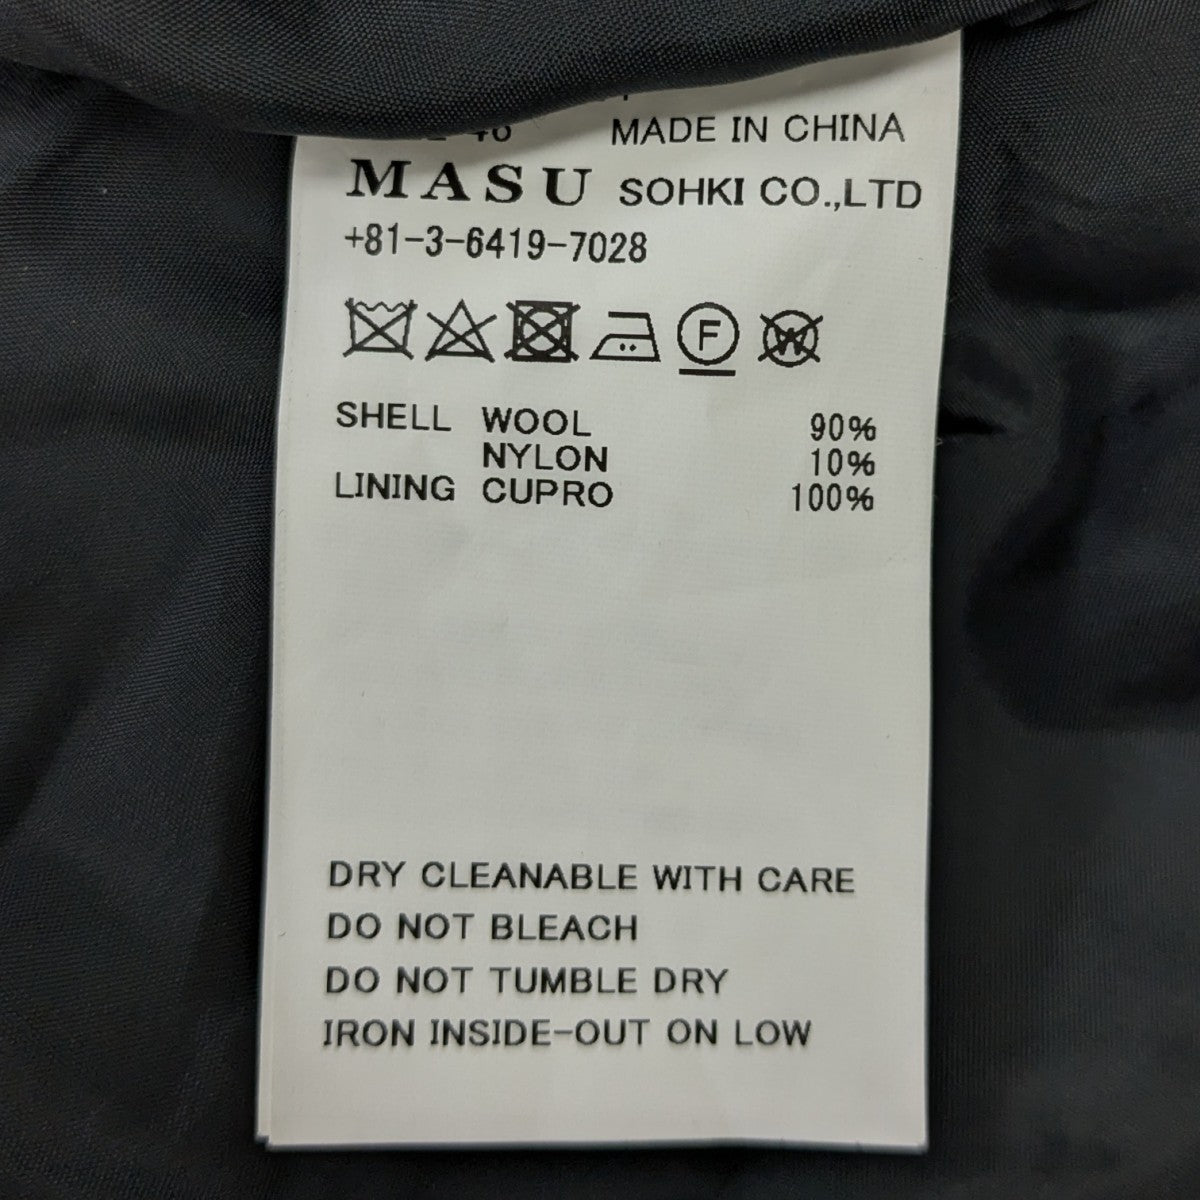 MADE IN CHINA
MASU SOHKI CO.,LTD
+81-3-6419-7028
F W
SHELL WOOL 90%
NYLON 10%
LINING CUPRO 100%
DRY CLEANABLE WITH CARE
DO NOT BLEACH
DO NOT TUMBLE DRY
IRON INSIDE-OUT ON LOW